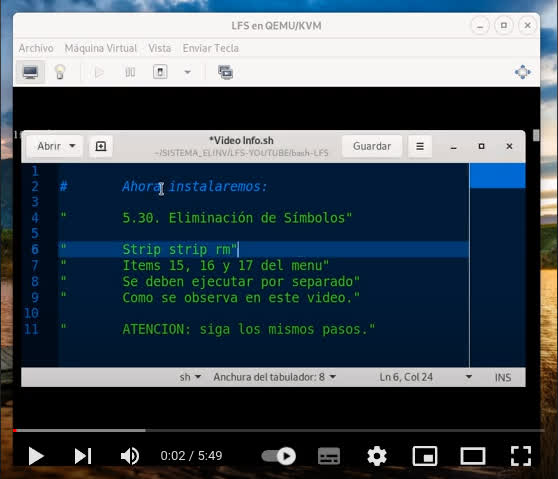 LFS en QEMU/KVM
Archivo Máquina Virtual Vista Enviar Tecla
Abrir
*Video Info.sh
~/SISTEMA_ELINV/LFS-YOUTUBE/bash-LFS
Guardar
1
2 # Ahora instalaremos:
3
4 " 5.30. Eliminación de Símbolos"
5
6 " Strip strip rm"
7 " Items 15, 16 y 17 del menu"
8 " Se deben ejecutar por separado"
9 " Como se observa en este video."
10
11 " ATENCION: siga los mismos pasos."
sh Anchura del tabulador: 8 Ln 6, Col 24 INS
0:02 / 5:49